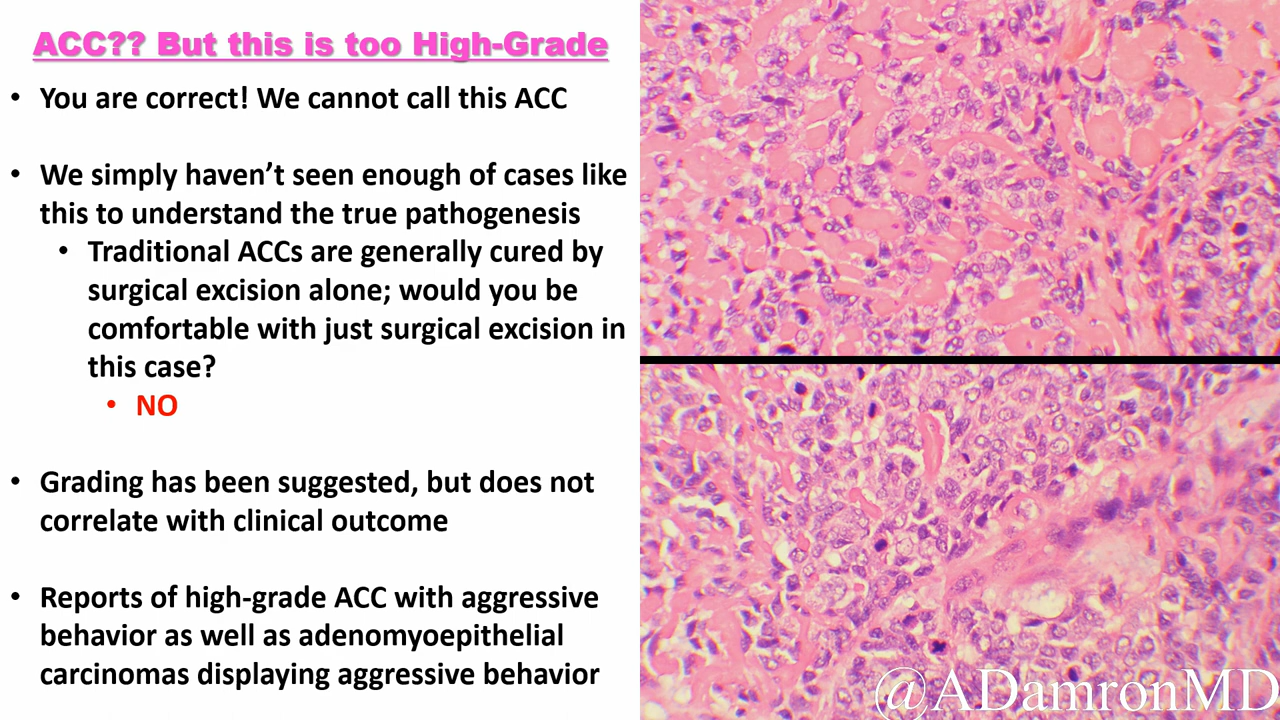 ACC?? But this is too High-Grade
• You are correct! We cannot call this ACC
• We simply haven’t seen enough of cases like
this to understand the true pathogenesis
• Traditional ACCs are generally cured by
surgical excision alone; would you be
comfortable with just surgical excision in
this case?
• NO
• Grading has been suggested, but does not
correlate with clinical outcome
• Reports of high-grade ACC with aggressive
behavior as well as adenomyoepithelial
carcinomas displaying aggressive behavior
@ADamronMD